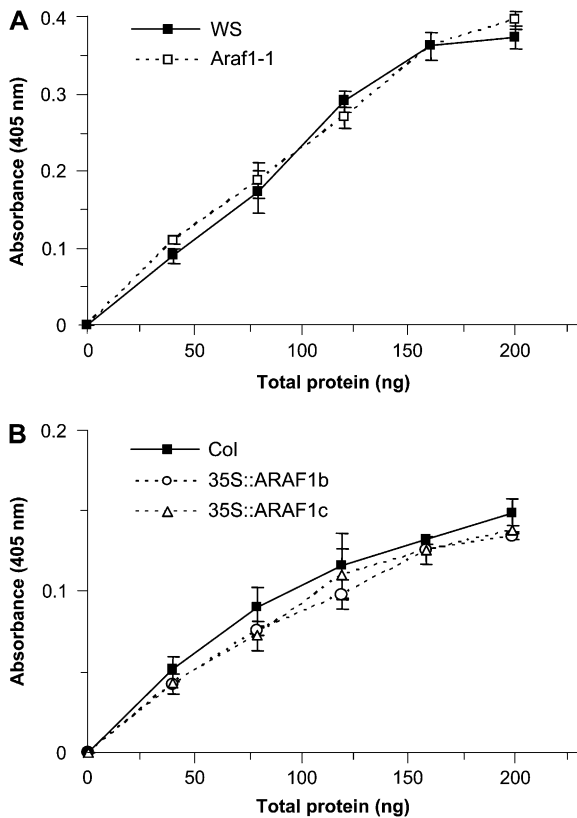 A
WS
Araf1-1
0.4
0.3
0.2
0.1
0
Absorbance (405 nm)
0 50 100 150 200
Total protein (ng)
B
Col
35S::ARAF1b
35S::ARAF1c
0.2
0.1
0
Absorbance (405 nm)
0 50 100 150 200
Total protein (ng)